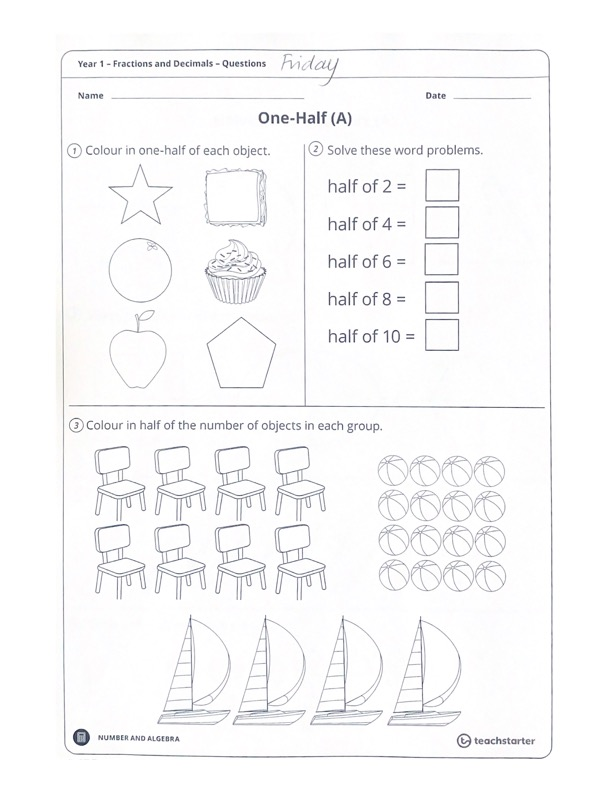 Year 1 – Fractions and Decimals – Questions Friday
Name Date
One-Half (A)
1 Colour in one-half of each object.
2 Solve these word problems.
half of 2 =
half of 4 =
half of 6 =
half of 8 =
half of 10 =
3 Colour in half of the number of objects in each group.
NUMBER AND ALGEBRA
teachstarter